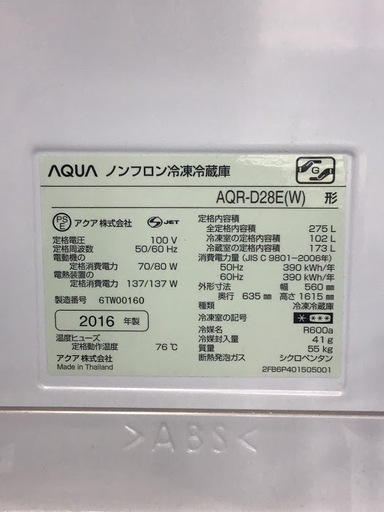 AQUA ノンフロン冷凍冷蔵庫
G
AQR-D28E(W) 形
PS
E
アクア株式会社
S JET
定格電圧 100 V
定格周波数 50/60 Hz
電動機の
定格消費電力 70/80 W
電熱装置の
定格消費電力 137/137 W
製造番号 6TW00160
2016 年製
温度ヒューズ
定格動作温度 76℃
アクア株式会社
Made in Thailand
定格内容積
全定格内容積 275 L
冷凍室の定格内容積 102 L
冷蔵室の定格内容積 173 L
消費電力量 (JIS C 9801-2006年)
50Hz 390 kWh/年
60Hz 390 kWh/年
外形寸法 幅 560 mm
奥行 635 mm 高さ 1615 mm
種類 冷凍冷蔵庫
冷凍室の記号 ****
冷媒名 R600a
冷媒封入量 41 g
質量 55 kg
断熱発泡ガス シクロペンタン
2FB6P401505001
>ABS<